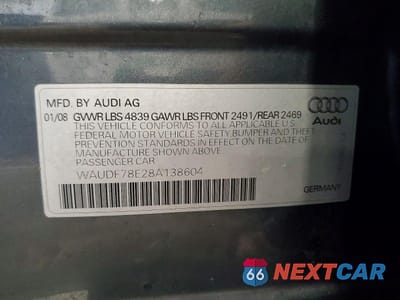 MFD. BY AUDI AG
01/08 GVWR LBS 4839 GAWR LBS FRONT 2491/REAR 2469
THIS VEHICLE CONFORMS TO ALL APPLICABLE U.S.
FEDERAL MOTOR VEHICLE SAFETY, BUMPER AND THEFT
PREVENTION STANDARDS IN EFFECT ON THE DATE OF
MANUFACTURE SHOWN ABOVE.
PASSENGER CAR
Audi
WAUDF78E28A138604
GERMANY
66 NEXTCAR